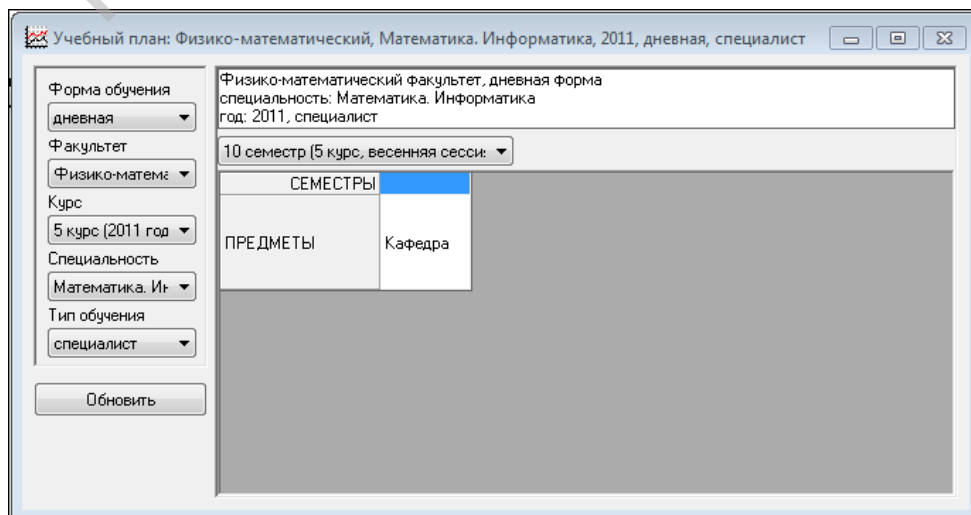 Учебный план: Физико-математический, Математика. Информатика, 2011, дневная, специалист
Форма обучения
дневная
Факультет
Физико-матема
Курс
5 курс (2011 год
Специальность
Математика. Ин
Тип обучения
специалист
Обновить
Физико-математический факультет, дневная форма
специальность: Математика. Информатика
год: 2011, специалист
10 семестр (5 курс, весенняя сессия
СЕМЕСТРЫ
ПРЕДМЕТЫ
Кафедра